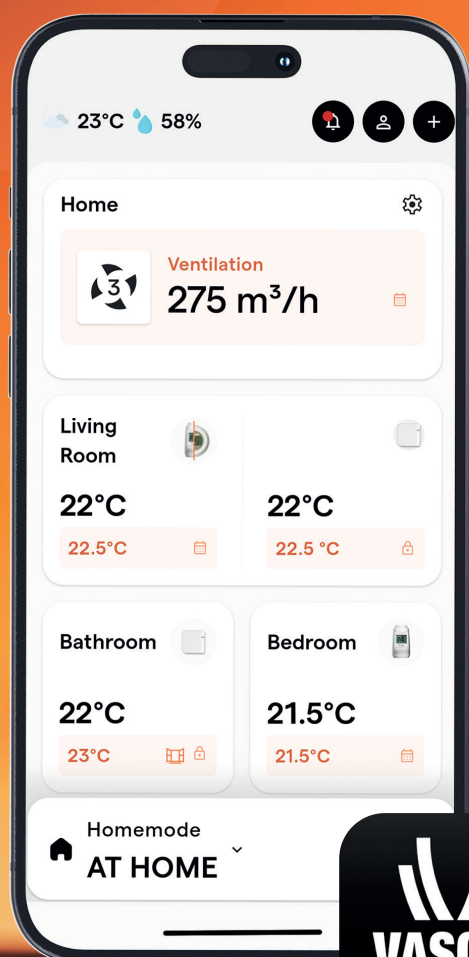 23°C 58%
Home
3
Ventilation
275 m³/h
Living
Room
22°C
22.5°C
22°C
22.5 °C
Bathroom
Bedroom
22°C
21.5°C
23°C
21.5°C
Homemode
AT HOME